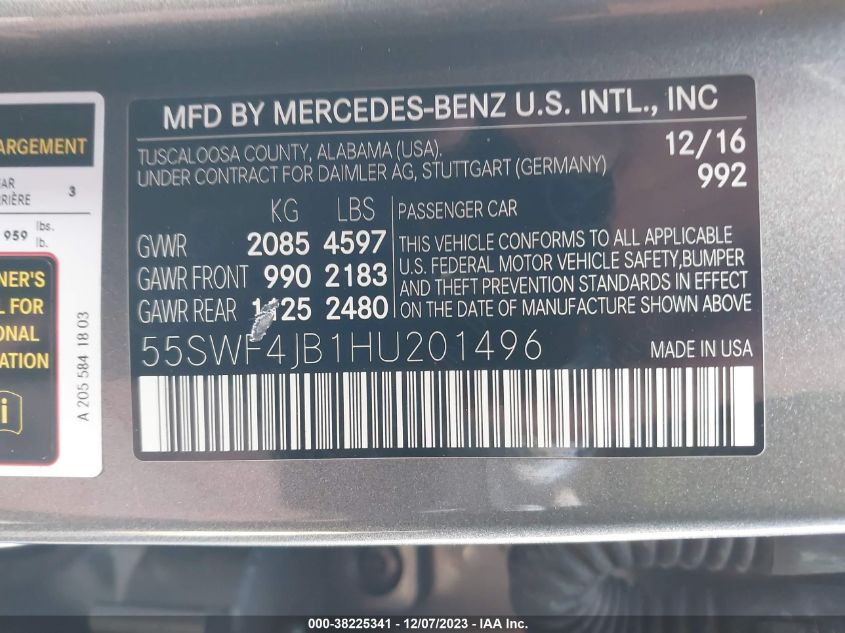 ARGEMENT
AR
RIÈRE 3
959 lbs.
lb.
NER'S
L FOR
ONAL
ON.
i
A 205 584 18 03
MFD BY MERCEDES-BENZ U.S. INTL., INC
TUSCALOOSA COUNTY, ALABAMA (USA). 12/16
UNDER CONTRACT FOR DAIMLER AG, STUTTGART (GERMANY) 992
KG LBS PASSENGER CAR
GVWR 2085 4597
GAWR FRONT 990 2183
GAWR REAR 1125 2480
THIS VEHICLE CONFORMS TO ALL APPLICABLE
U.S. FEDERAL MOTOR VEHICLE SAFETY,BUMPER
AND THEFT PREVENTION STANDARDS IN EFFECT
ON THE DATE OF MANUFACTURE SHOWN ABOVE
55SWF4JB1HU201496 MADE IN USA
000-38225341 - 12/07/2023 - IAA Inc.